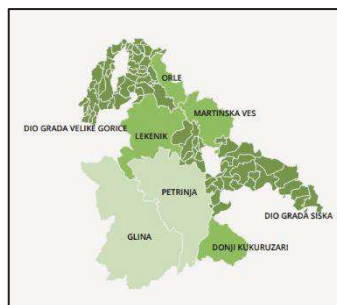 ORLE
MARTINSKA VES
DIO GRADA VELIKE GORICE
LEKENIK
PETRINJA
DIO GRADA SISKA
GLINA
DONJI KUKURUZARI